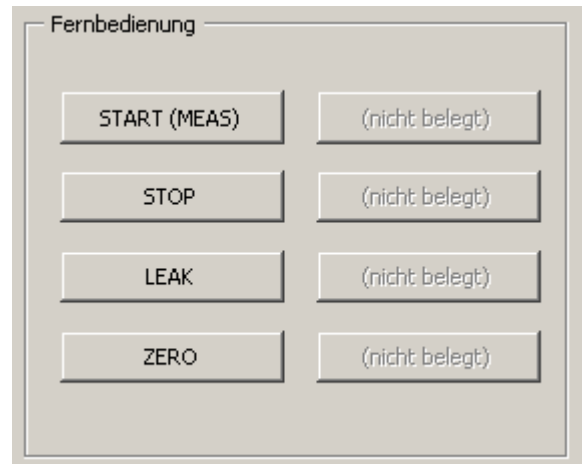 Fernbedienung
START (MEAS) (nicht belegt)
STOP (nicht belegt)
LEAK (nicht belegt)
ZERO (nicht belegt)